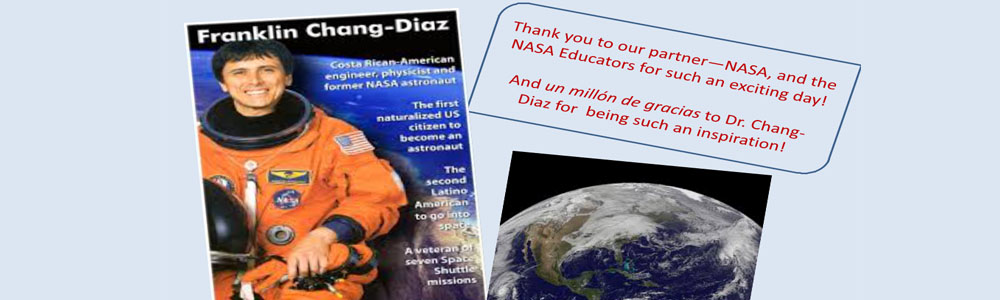 Franklin Chang-Diaz
Costa Rican-American
engineer, physicist and
former NASA astronaut
The first
naturalized US
citizen to
become an
astronaut
The
second
Latino
American
to go into
space
A veteran of
seven Space
Shuttle
missions
NASA
Thank you to our partner—NASA, and the
NASA Educators for such an exciting day!
And un millón de gracias to Dr. Chang-
Diaz for being such an inspiration!